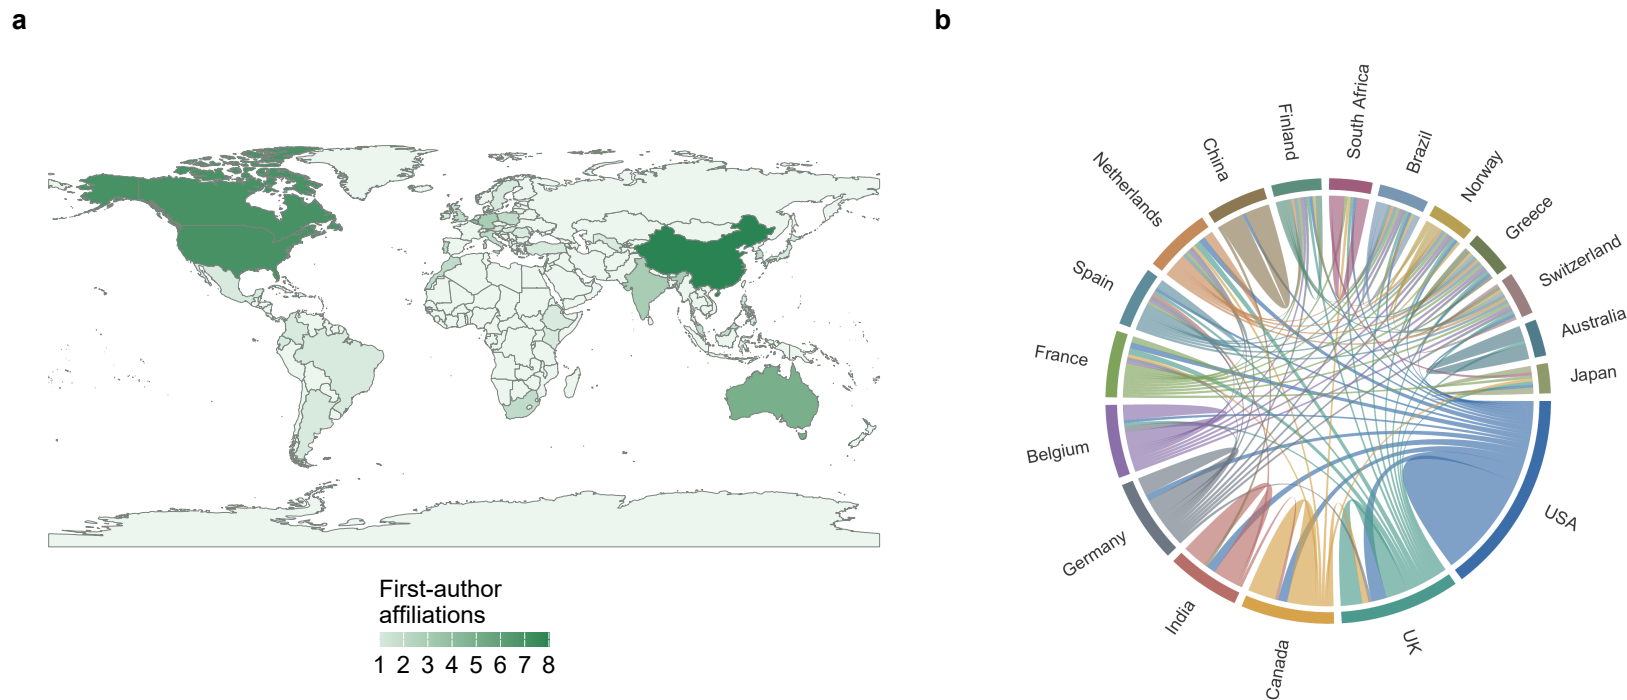 a
First-author
affiliations
1 2 3 4 5 6 7 8
b
South Africa
Finland
Brazil
China
Norway
Netherlands
Greece
Switzerland
Spain
Australia
France
Japan
Belgium
USA
Germany
India
UK
Canada